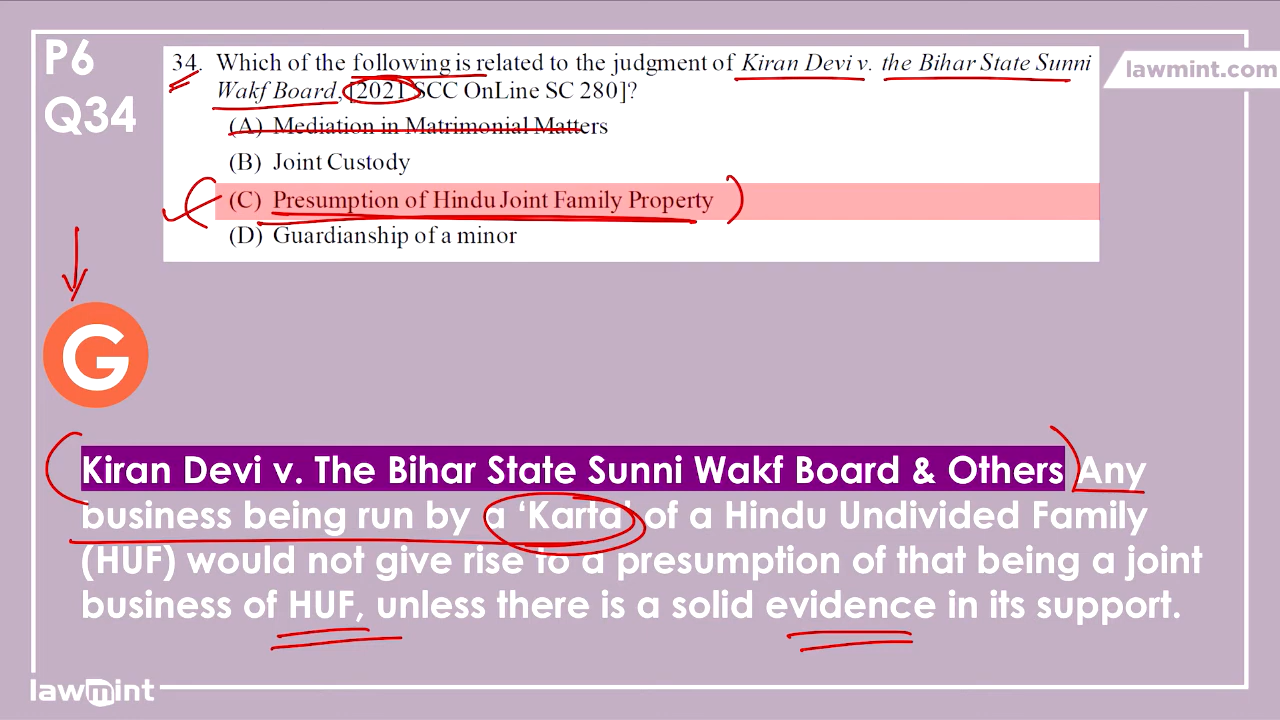 P6
Q34
34. Which of the following is related to the judgment of Kiran Devi v. the Bihar State Sunni
Wakf Board, [2021 SCC OnLine SC 280]?
(A) Mediation in Matrimonial Matters
(B) Joint Custody
(C) Presumption of Hindu Joint Family Property
(D) Guardianship of a minor
lawmint.com
G
Kiran Devi v. The Bihar State Sunni Wakf Board & Others Any
business being run by a ‘Karta’ of a Hindu Undivided Family
(HUF) would not give rise to a presumption of that being a joint
business of HUF, unless there is a solid evidence in its support.
lawmint